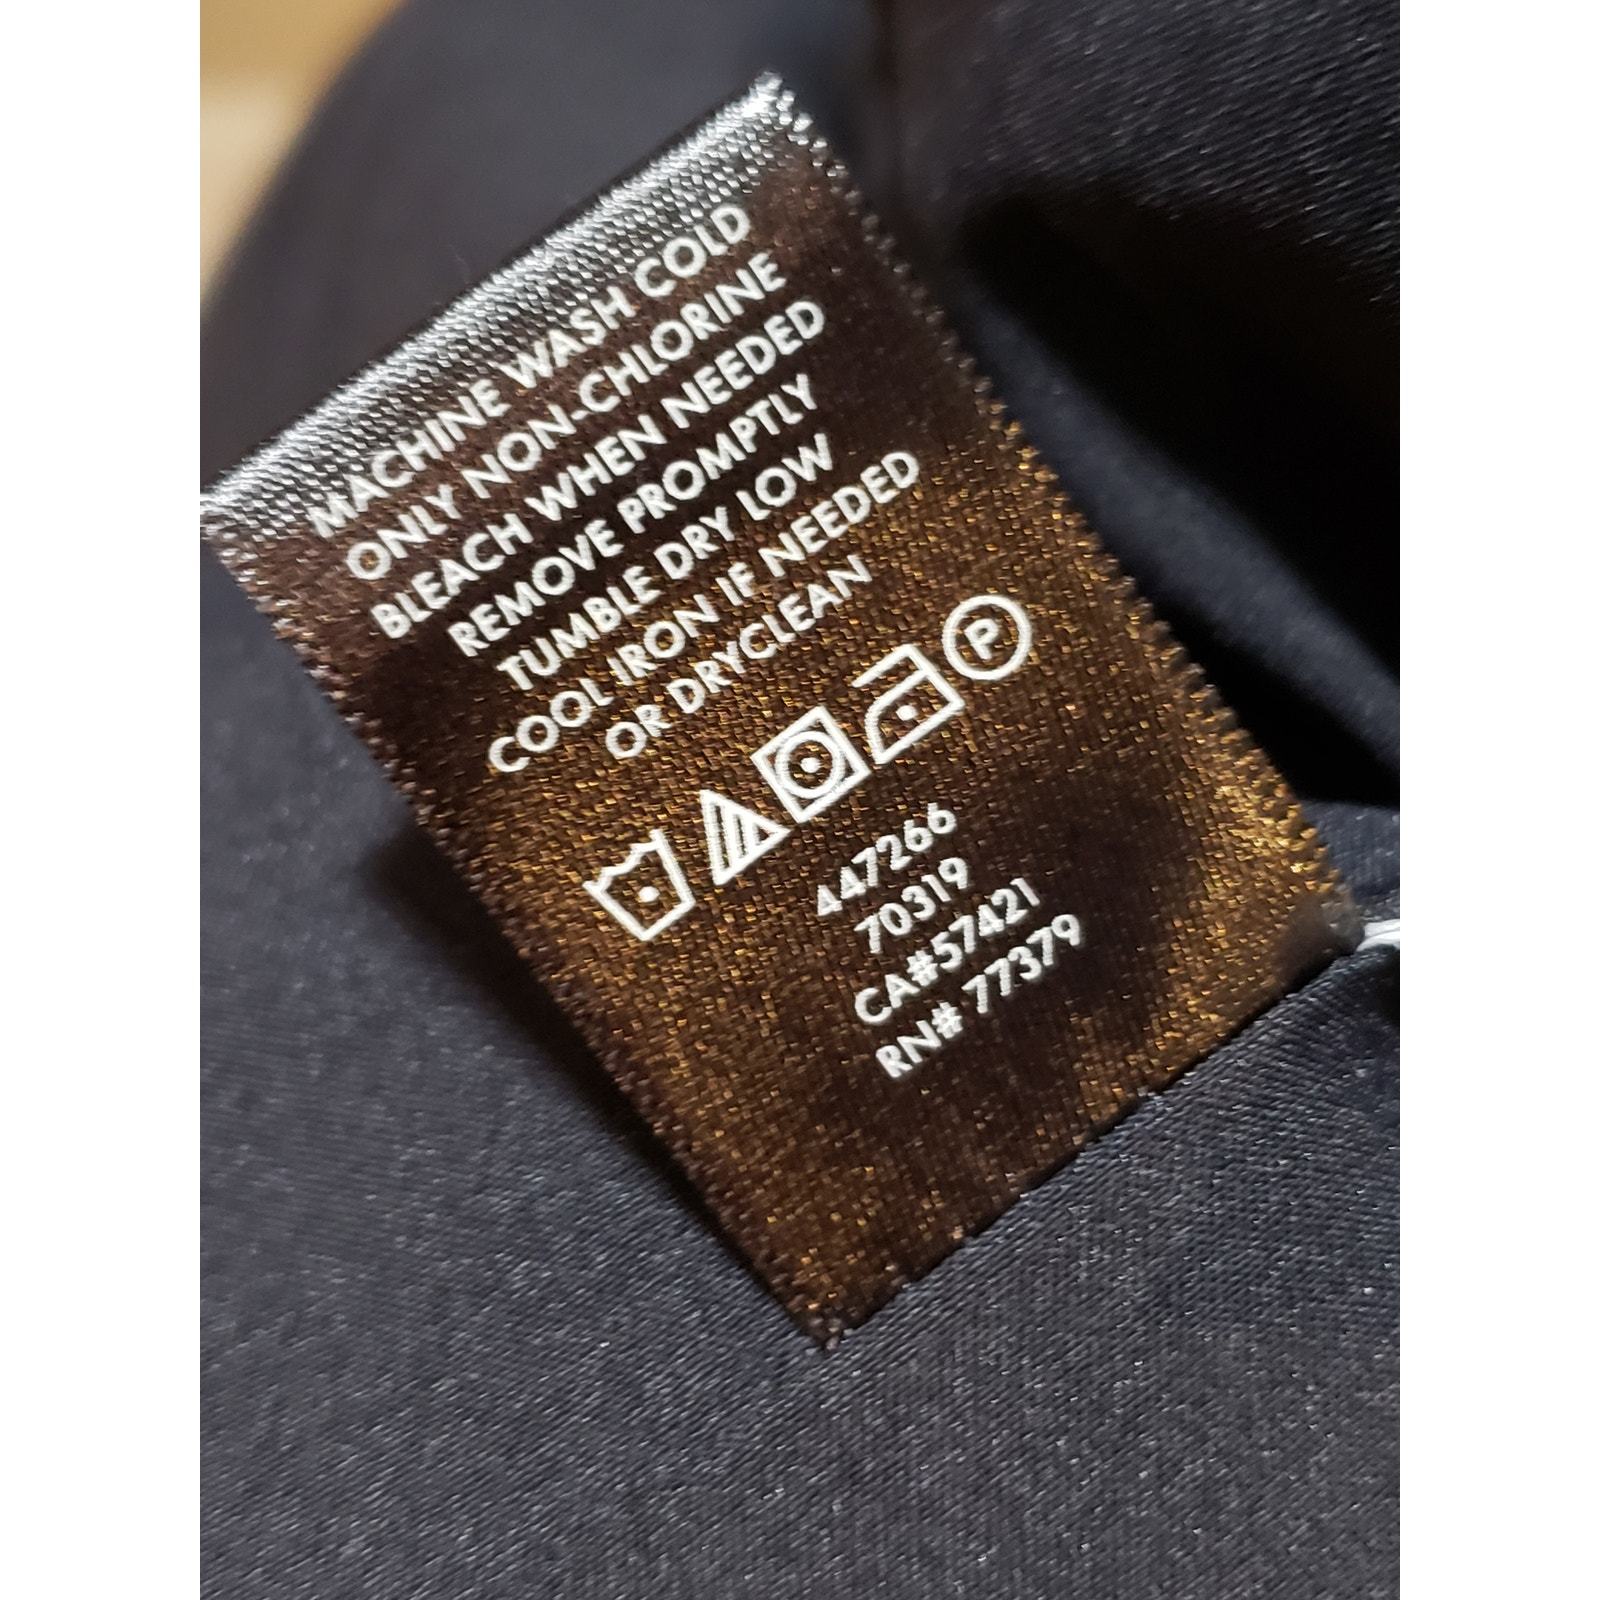 MACHINE WASH COLD
ONLY NON-CHLORINE
BLEACH WHEN NEEDED
REMOVE PROMPTLY
TUMBLE DRY LOW
COOL IRON IF NEEDED
OR DRYCLEAN
P
447266
70319
CA#57421
RN# 77379